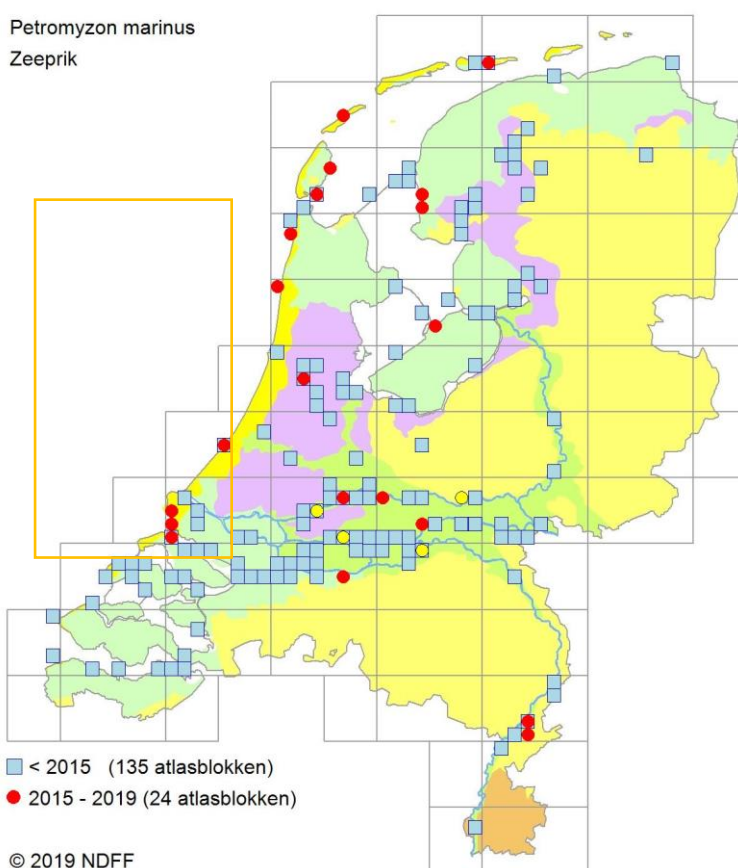 Petromyzon marinus
Zeeprik
< 2015 (135 atlasblokken)
2015 - 2019 (24 atlasblokken)
© 2019 NDFF